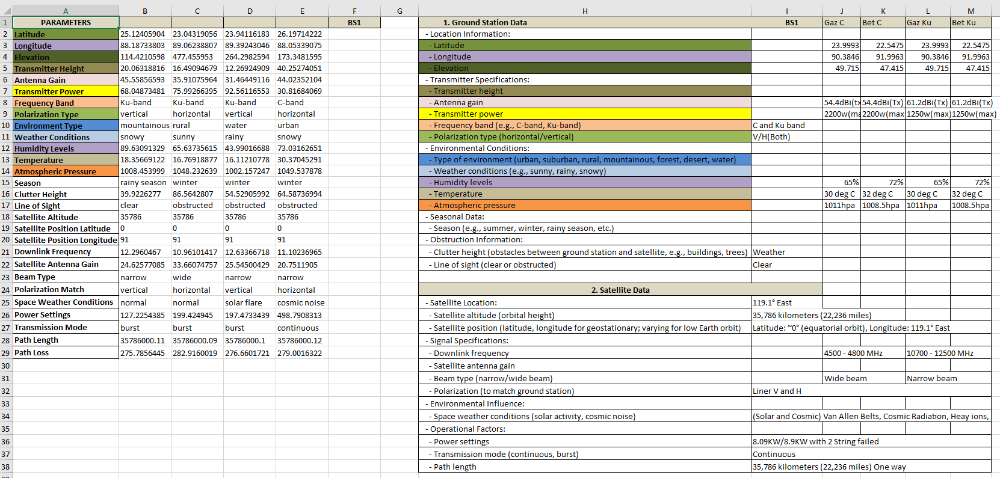 A B C D E F G H I J K L M
1 PARAMETERS BS1 1. Ground Station Data BS1 Gaz C Bet C Gaz Ku Bet Ku
2 Latitude 25.12405904 23.04319056 23.94116183 26.19714222 - Location Information:
3 Longitude 88.18733803 89.06238807 89.39243046 88.05339075 - Latitude 23.9993 22.5475 23.9993 22.5475
4 Elevation 114.4210598 477.455953 264.2982594 173.3481595 - Longitude 90.3846 91.9963 90.3846 91.9963
5 Transmitter Height 20.06318816 16.49094679 12.26924909 40.25274051 - Elevation 49.715 47.415 49.715 47.415
6 Antenna Gain 45.55856593 35.91075964 31.46449116 44.02352104 - Transmitter Specifications:
7 Transmitter Power 68.04873481 75.99266395 92.56116553 30.81684069 - Transmitter height
8 Frequency Band Ku-band Ku-band Ku-band C-band - Antenna gain 54.4dBi(tx 54.4dBi(Tx) 61.2dBi(Tx) 61.2dBi(Tx)
9 Polarization Type vertical horizontal vertical horizontal - Transmitter power 2200w(ma 2200w(max 1250w(max) 1250w(max)
10 Environment Type mountainous rural water urban - Frequency band (e.g., C-band, Ku-band) C and Ku band
11 Weather Conditions snowy sunny rainy snowy - Polarization type (horizontal/vertical) V/H(Both)
12 Humidity Levels 89.63091329 65.63735615 43.99016688 73.03162651 - Environmental Conditions:
13 Temperature 18.35669122 16.76918877 16.11210778 30.37045291 - Type of environment (urban, suburban, rural, mountainous, forest, desert, water)
14 Atmospheric Pressure 1008.453999 1048.232639 1002.157247 1049.537878 - Weather conditions (e.g., sunny, rainy, snowy)
15 Season rainy season winter winter winter - Humidity levels 65% 72% 65% 72%
16 Clutter Height 39.9226277 86.5642807 54.52905992 64.58736994 - Temperature 30 deg C 32 deg C 30 deg C 32 deg C
17 Line of Sight clear obstructed obstructed obstructed - Atmospheric pressure 1011hpa 1008.5hpa 1011hpa 1008.5hpa
18 Satellite Altitude 35786 35786 35786 35786 - Seasonal Data:
19 Satellite Position Latitude 0 0 0 0 - Season (e.g., summer, winter, rainy season, etc.)
20 Satellite Position Longitude 91 91 91 91 - Obstruction Information:
21 Downlink Frequency 12.2960467 10.96101417 12.63366718 11.10236965 - Clutter height (obstacles between ground station and satellite, e.g., buildings, trees) Weather
22 Satellite Antenna Gain 24.62577085 33.66074757 25.54500429 20.7511905 - Line of sight (clear or obstructed) Clear
23 Beam Type narrow wide narrow narrow
24 Polarization Match vertical horizontal vertical horizontal 2. Satellite Data
25 Space Weather Conditions normal normal solar flare cosmic noise - Satellite Location: 119.1° East
26 Power Settings 127.2254385 199.424945 197.4733439 498.7908313 - Satellite altitude (orbital height) 35,786 kilometers (22,236 miles)
27 Transmission Mode burst burst burst continuous - Satellite position (latitude, longitude for geostationary; varying for low Earth orbit) Latitude: ~0° (equatorial orbit), Longitude: 119.1° East
28 Path Length 35786000.11 35786000.09 35786000.1 35786000.12 - Signal Specifications:
29 Path Loss 275.7856445 282.9160019 276.6601721 279.0016322 - Downlink frequency 4500 - 4800 MHz 10700 - 12500 MHz
30 - Satellite antenna gain
31 - Beam type (narrow/wide beam) Wide beam Narrow beam
32 - Polarization (to match ground station) Liner V and H
33 - Environmental Influence:
34 - Space weather conditions (solar activity, cosmic noise) (Solar and Cosmic) Van Allen Belts, Cosmic Radiation, Heay ions,
35 - Operational Factors:
36 - Power settings 8.09KW/8.9KW with 2 String failed
37 - Transmission mode (continuous, burst) Continuous
38 - Path length 35,786 kilometers (22,236 miles) One way